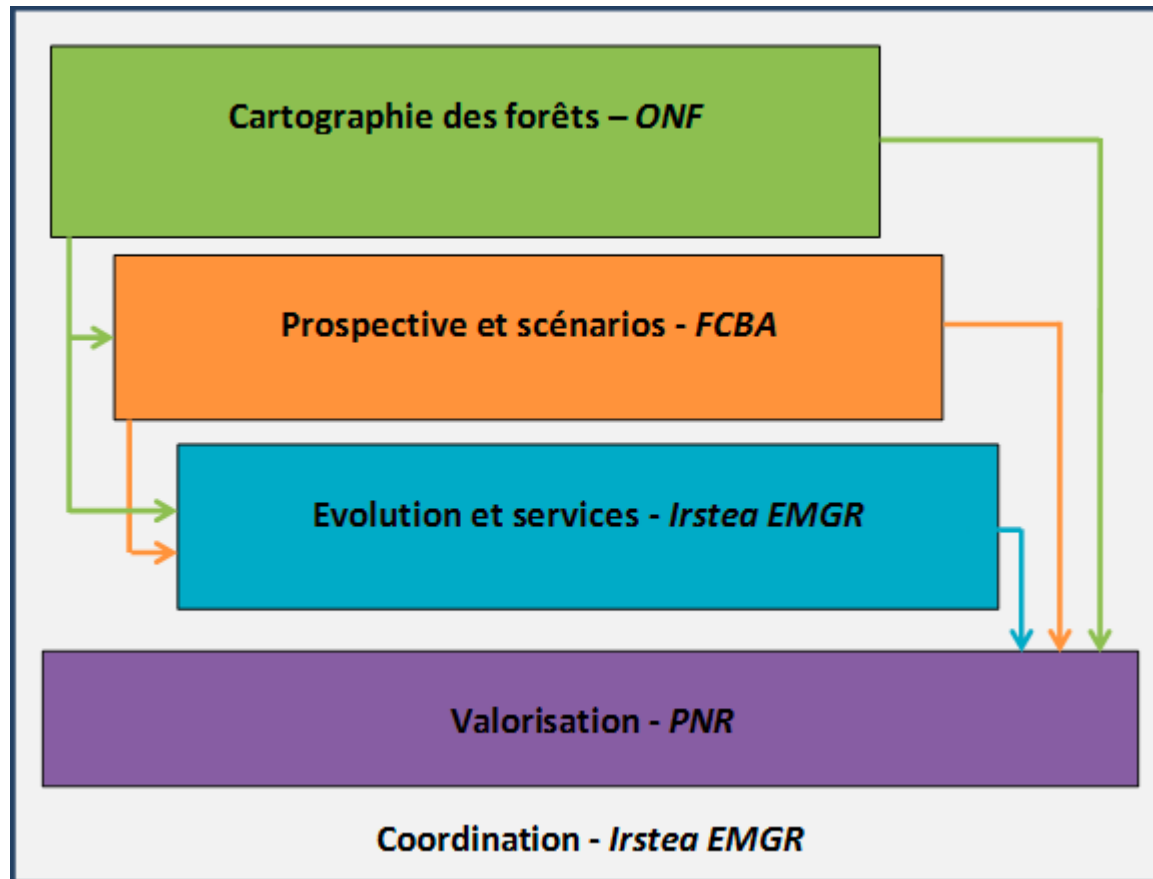 Cartographie des forêts – ONF
Prospective et scénarios - FCBA
Evolution et services - Irstea EMGR
Valorisation - PNR
Coordination - Irstea EMGR